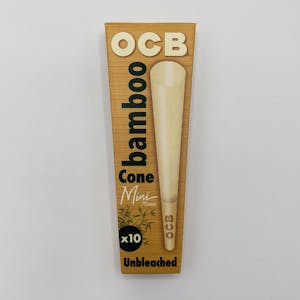 OCB
bamboo
Cone
Mini
x10
Unbleached
OCB